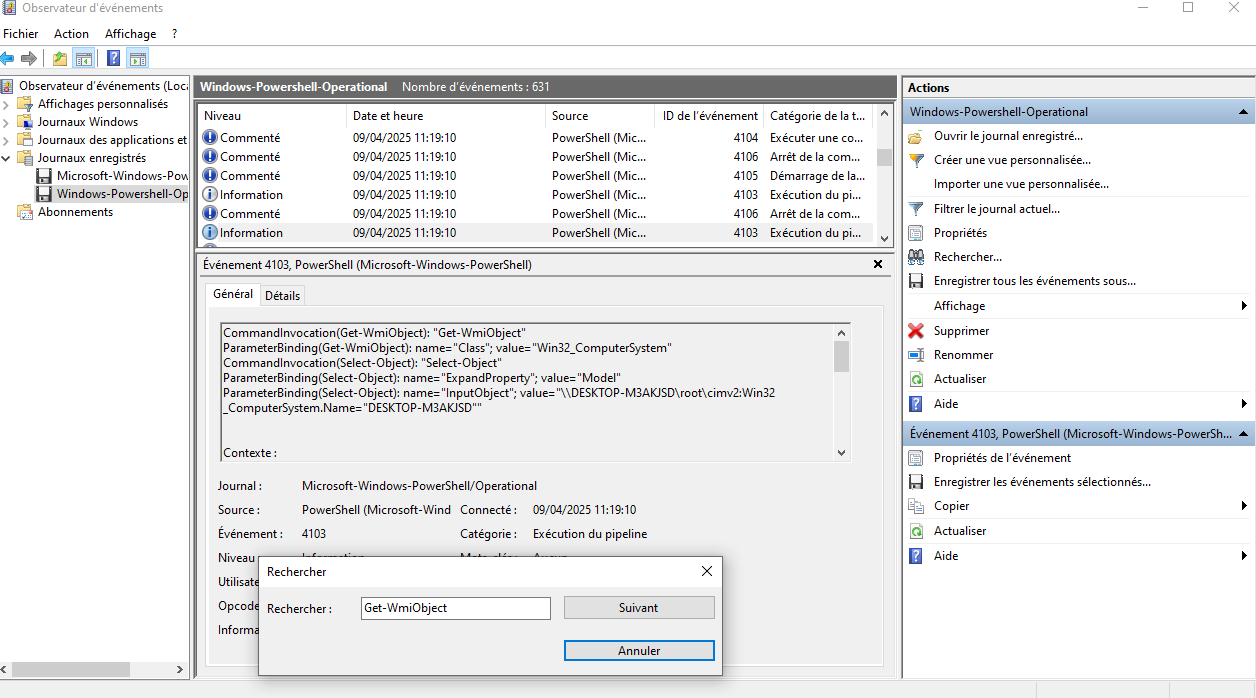 Observateur d'événements
Fichier Action Affichage ?
Observateur d'événements (Loca
Affichages personnalisés
Journaux Windows
Journaux des applications et
Journaux enregistrés
Microsoft-Windows-Pow
Windows-Powershell-Op
Abonnements
Windows-Powershell-Operational Nombre d'événements : 631
Niveau Date et heure Source ID de l'événement Catégorie de la t...
Commenté 09/04/2025 11:19:10 PowerShell (Mic... 4104 Exécuter une co...
Commenté 09/04/2025 11:19:10 PowerShell (Mic... 4106 Arrêt de la com...
Commenté 09/04/2025 11:19:10 PowerShell (Mic... 4105 Démarrage de la...
Information 09/04/2025 11:19:10 PowerShell (Mic... 4103 Exécution du pi...
Commenté 09/04/2025 11:19:10 PowerShell (Mic... 4106 Arrêt de la com...
Information 09/04/2025 11:19:10 PowerShell (Mic... 4103 Exécution du pi...
Événement 4103, PowerShell (Microsoft-Windows-PowerShell)
Général Détails
CommandInvocation(Get-WmiObject): "Get-WmiObject"
ParameterBinding(Get-WmiObject): name="Class"; value="Win32_ComputerSystem"
CommandInvocation(Select-Object): "Select-Object"
ParameterBinding(Select-Object): name="ExpandProperty"; value="Model"
ParameterBinding(Select-Object): name="InputObject"; value="\\DESKTOP-M3AKJSD\root\cimv2:Win32
_ComputerSystem.Name="DESKTOP-M3AKJSD""
Contexte :
Journal : Microsoft-Windows-PowerShell/Operational
Source : PowerShell (Microsoft-Wind Connecté : 09/04/2025 11:19:10
Événement : 4103 Catégorie : Exécution du pipeline
Niveau
Utilisate
Opcode
Informa
Rechercher
Rechercher : Get-WmiObject Suivant
Annuler
Actions
Windows-Powershell-Operational
Ouvrir le journal enregistré...
Créer une vue personnalisée...
Importer une vue personnalisée...
Filtrer le journal actuel...
Propriétés
Rechercher...
Enregistrer tous les événements sous...
Affichage
Supprimer
Renommer
Actualiser
Aide
Événement 4103, PowerShell (Microsoft-Windows-PowerSh...
Propriétés de l'événement
Enregistrer les événements sélectionnés...
Copier
Actualiser
Aide